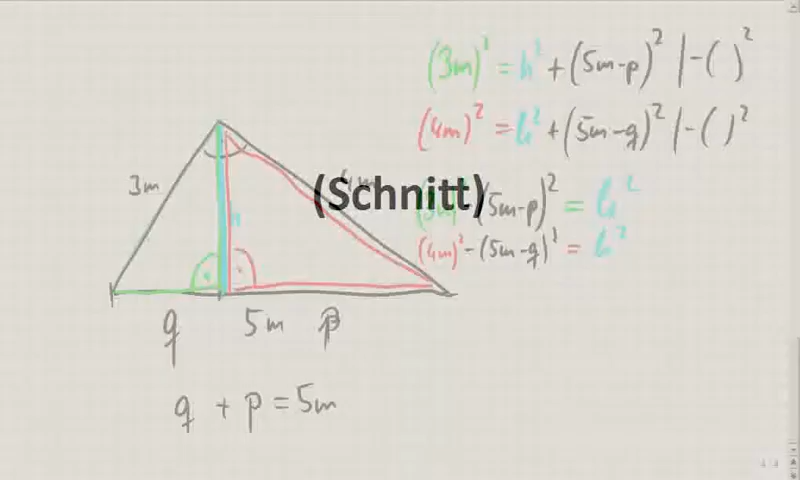 (3m)² = h² + (5m-p)² | -( )²
(4m)² = h² + (5m-q)² | -( )²
3m
(Schnitt)
-(5m-p)² = h²
(4m)² - (5m-q)² = h²
q 5m p
q + p = 5m